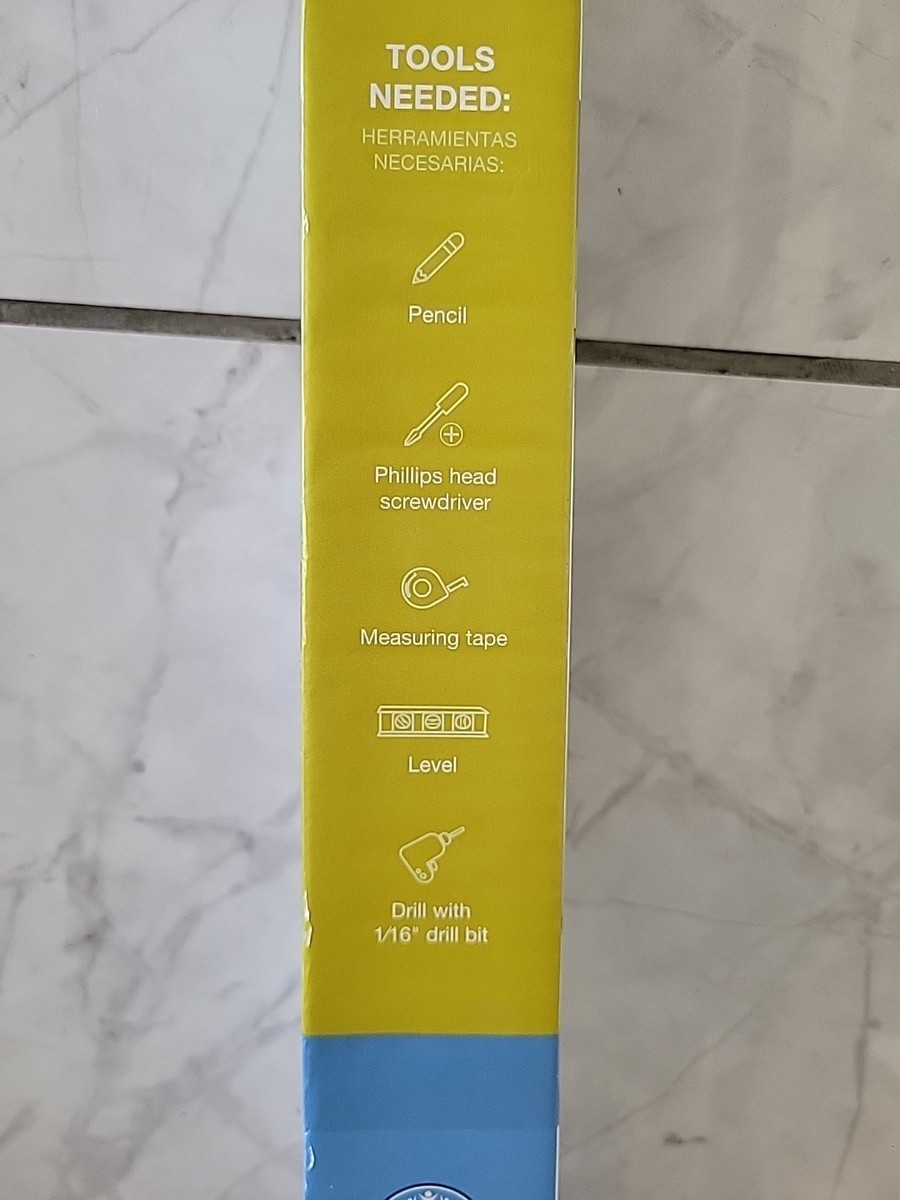 TOOLS
NEEDED:
HERRAMIENTAS
NECESARIAS:
Pencil
Phillips head
screwdriver
Measuring tape
Level
Drill with
1/16" drill bit